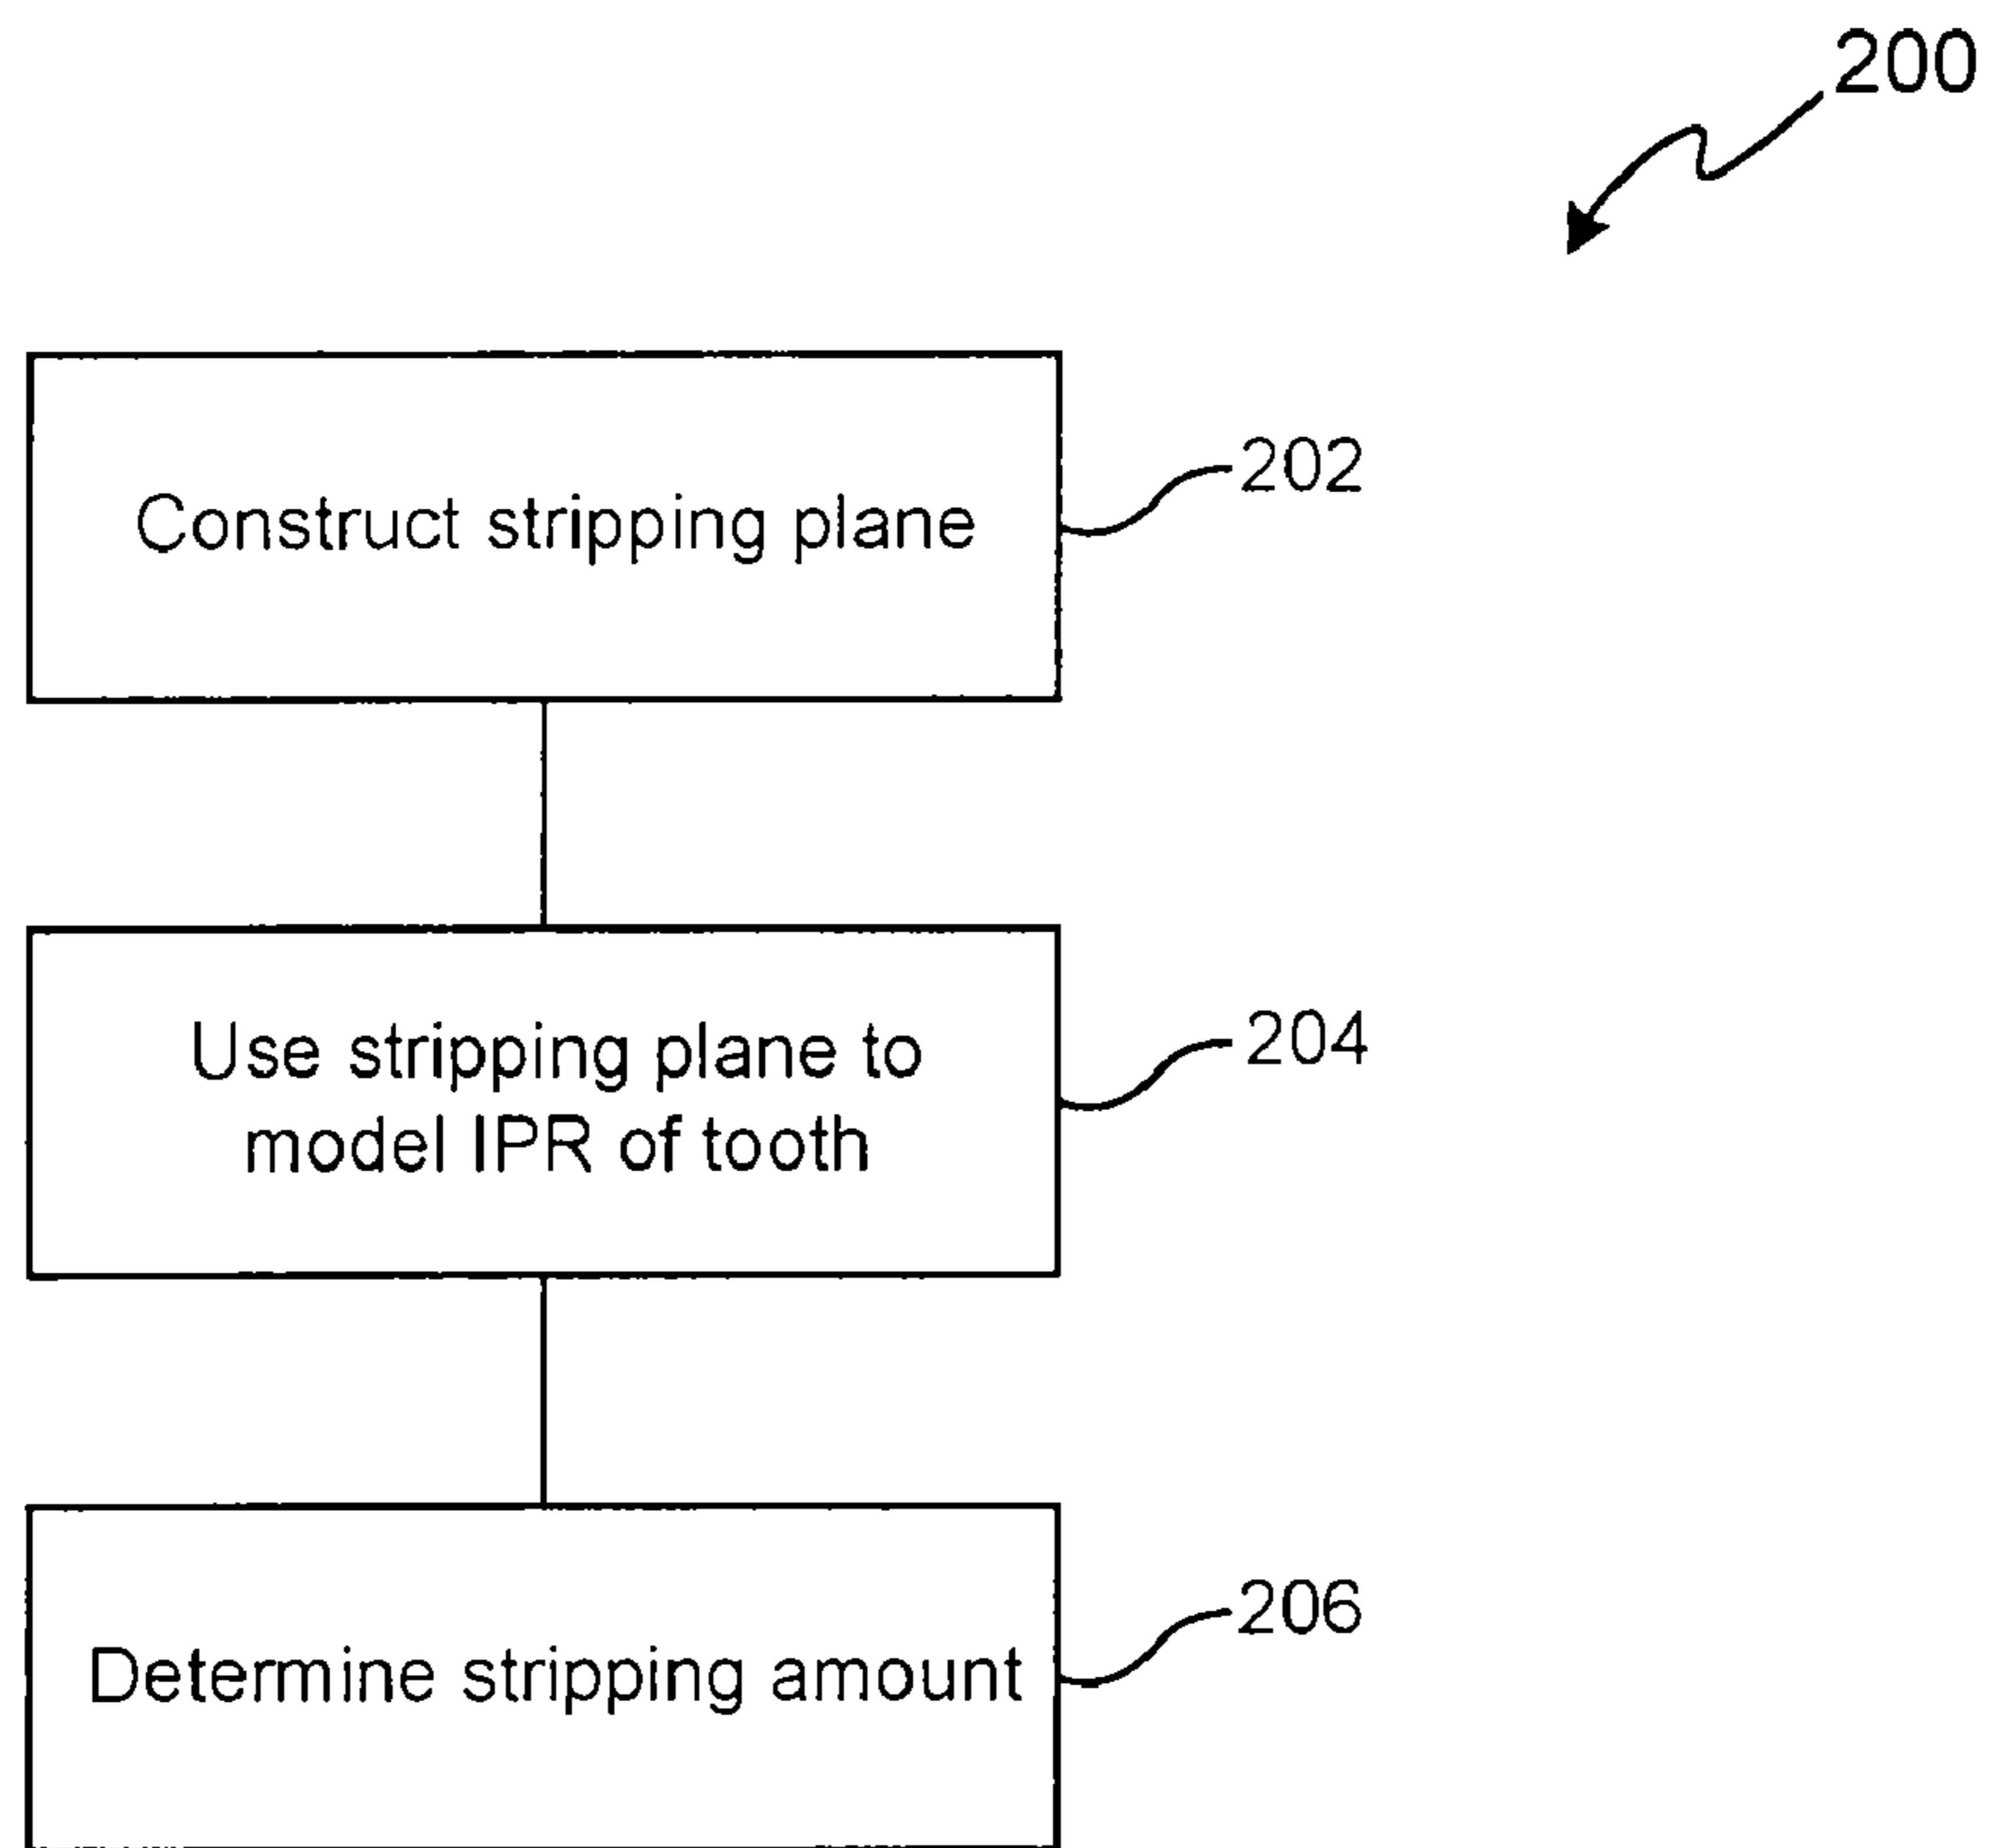 200
Construct stripping plane
202
Use stripping plane to
model IPR of tooth
204
Determine stripping amount
206